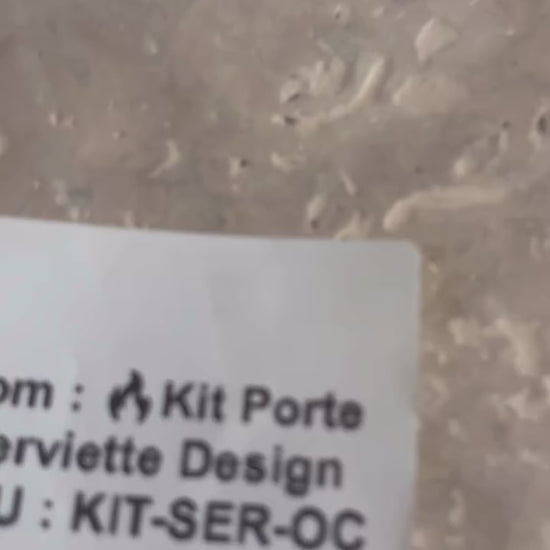 om : 🔥Kit Porte
erviette Design
U : KIT-SER-OC